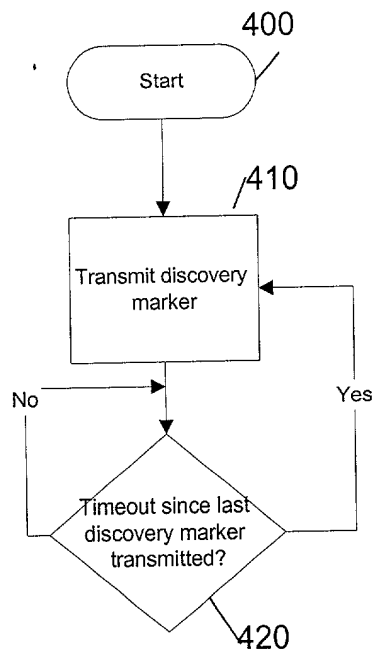 400
Start
410
Transmit discovery
marker
No
Yes
Timeout since last
discovery marker
transmitted?
420